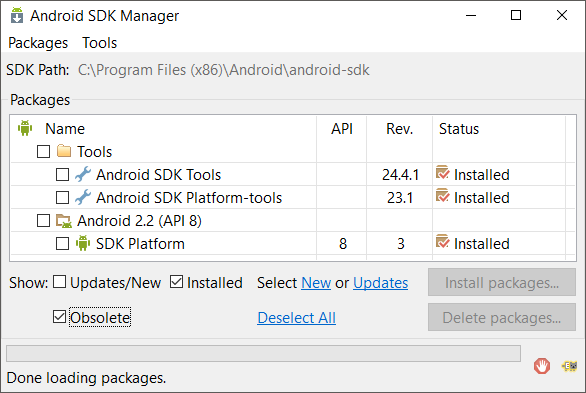 Android SDK Manager
Packages Tools
SDK Path: C:\Program Files (x86)\Android\android-sdk
Packages
Name API Rev. Status
Tools
Android SDK Tools 24.4.1 Installed
Android SDK Platform-tools 23.1 Installed
Android 2.2 (API 8)
SDK Platform 8 3 Installed
Show: Updates/New Installed Select New or Updates Install packages...
Obsolete Deselect All Delete packages...
Done loading packages.